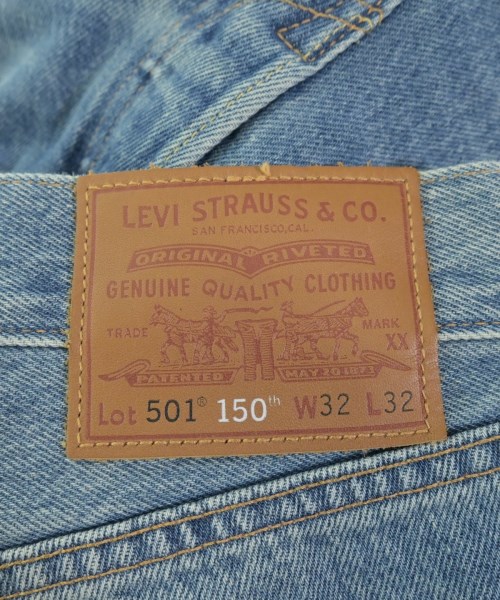 LEVI STRAUSS & CO.
SAN FRANCISCO, CAL.
ORIGINAL RIVETED
GENUINE QUALITY CLOTHING
TRADE MARK
XX
PATENTED MAY 20 1873
Lot 501® 150th W32 L32